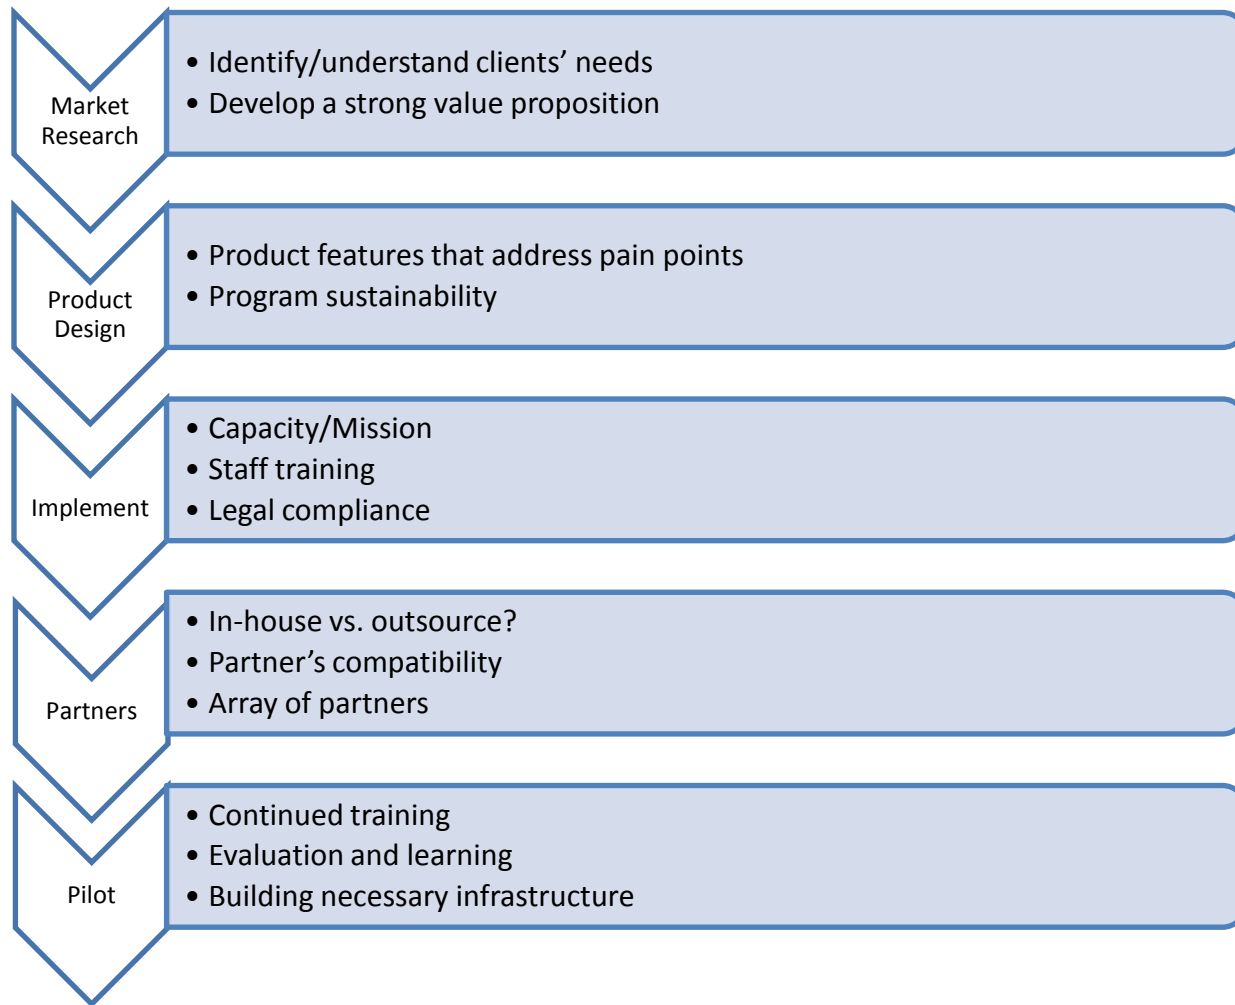 Market
Research
• Identify/understand clients’ needs
• Develop a strong value proposition
Product
Design
• Product features that address pain points
• Program sustainability
Implement
• Capacity/Mission
• Staff training
• Legal compliance
Partners
• In-house vs. outsource?
• Partner’s compatibility
• Array of partners
Pilot
• Continued training
• Evaluation and learning
• Building necessary infrastructure